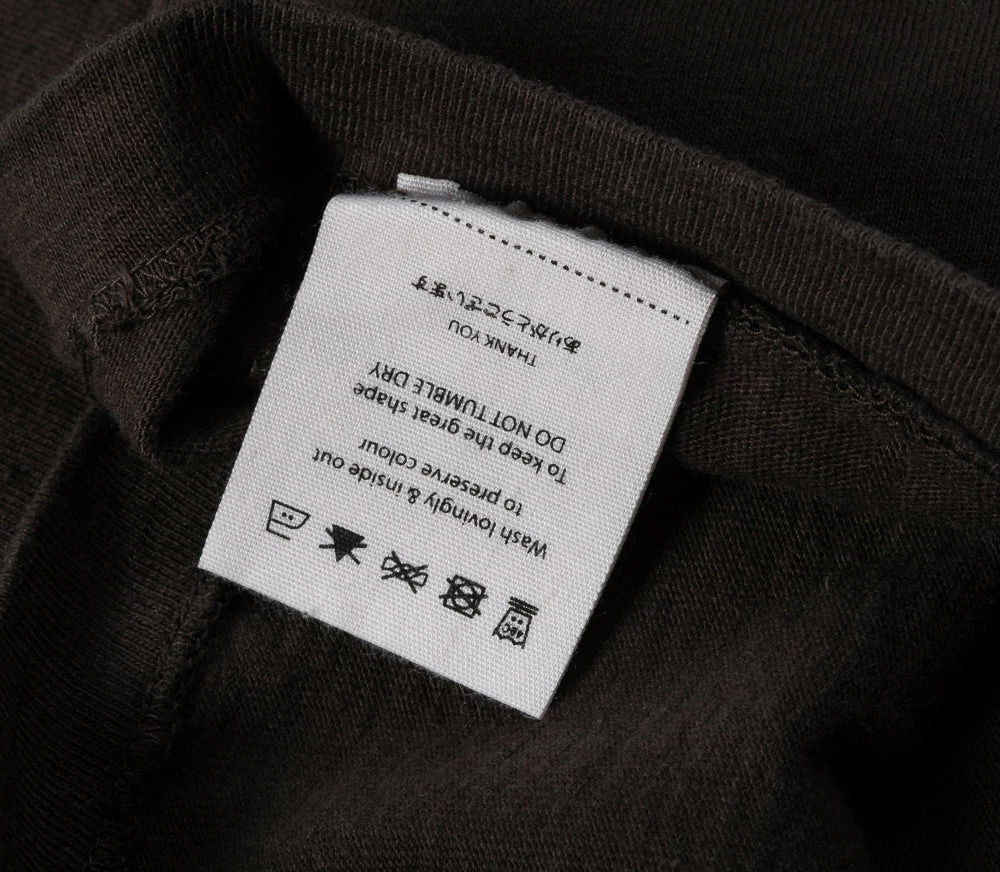 40C
Wash lovingly & inside out
to preserve colour
To keep the great shape
DO NOT TUMBLE DRY
THANK YOU
ありがとうございます